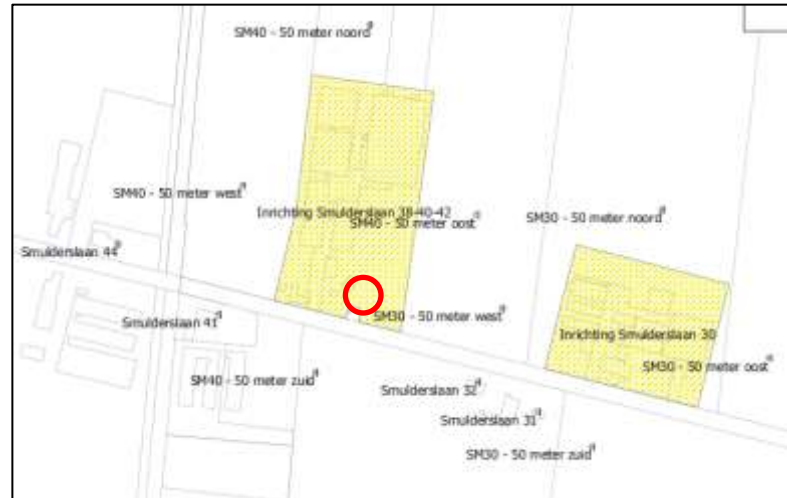 SM40 - 50 meter noord
SM40 - 50 meter west
Inrichting Smulderslaan 38-40-42
SM40 - 50 meter oost
SM30 - 50 meter noord
Smulderslaan 44
Smulderslaan 41
SM30 - 50 meter west
Inrichting Smulderslaan 30
SM40 - 50 meter zuid
SM30 - 50 meter oost
Smulderslaan 32
Smulderslaan 31
SM30 - 50 meter zuid